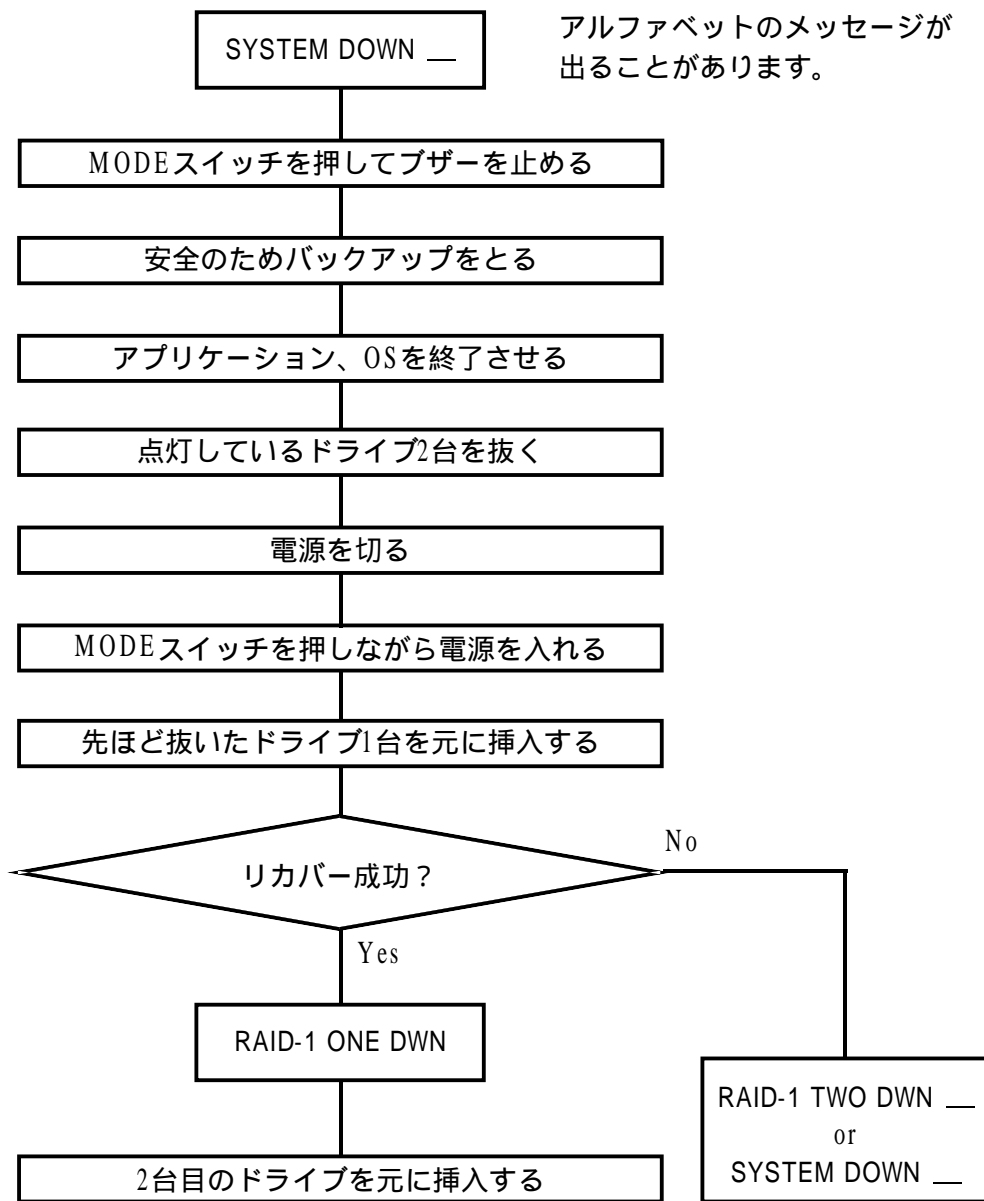 SYSTEM DOWN __
アルファベットのメッセージが
出ることがあります。
MODEスイッチを押してブザーを止める
安全のためバックアップをとる
アプリケーション、OSを終了させる
点灯しているドライブ2台を抜く
電源を切る
MODEスイッチを押しながら電源を入れる
先ほど抜いたドライブ1台を元に挿入する
リカバー成功？
No
Yes
RAID-1 ONE DWN
RAID-1 TWO DWN __
or
SYSTEM DOWN __
2台目のドライブを元に挿入する